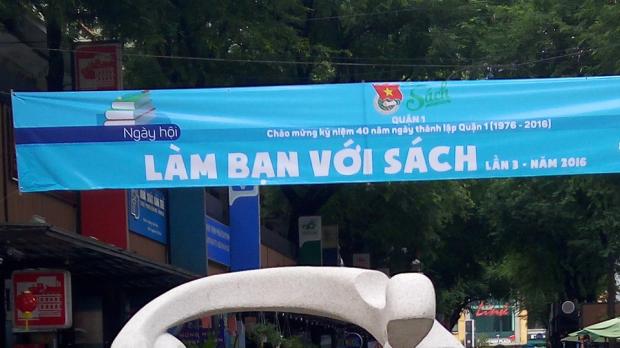 Sách
QUẬN 1
Ngày hội
Chào mừng kỷ niệm 40 năm ngày thành lập Quận 1 (1976 - 2016)
LÀM BẠN VỚI SÁCH LẦN 3 - NĂM 2016